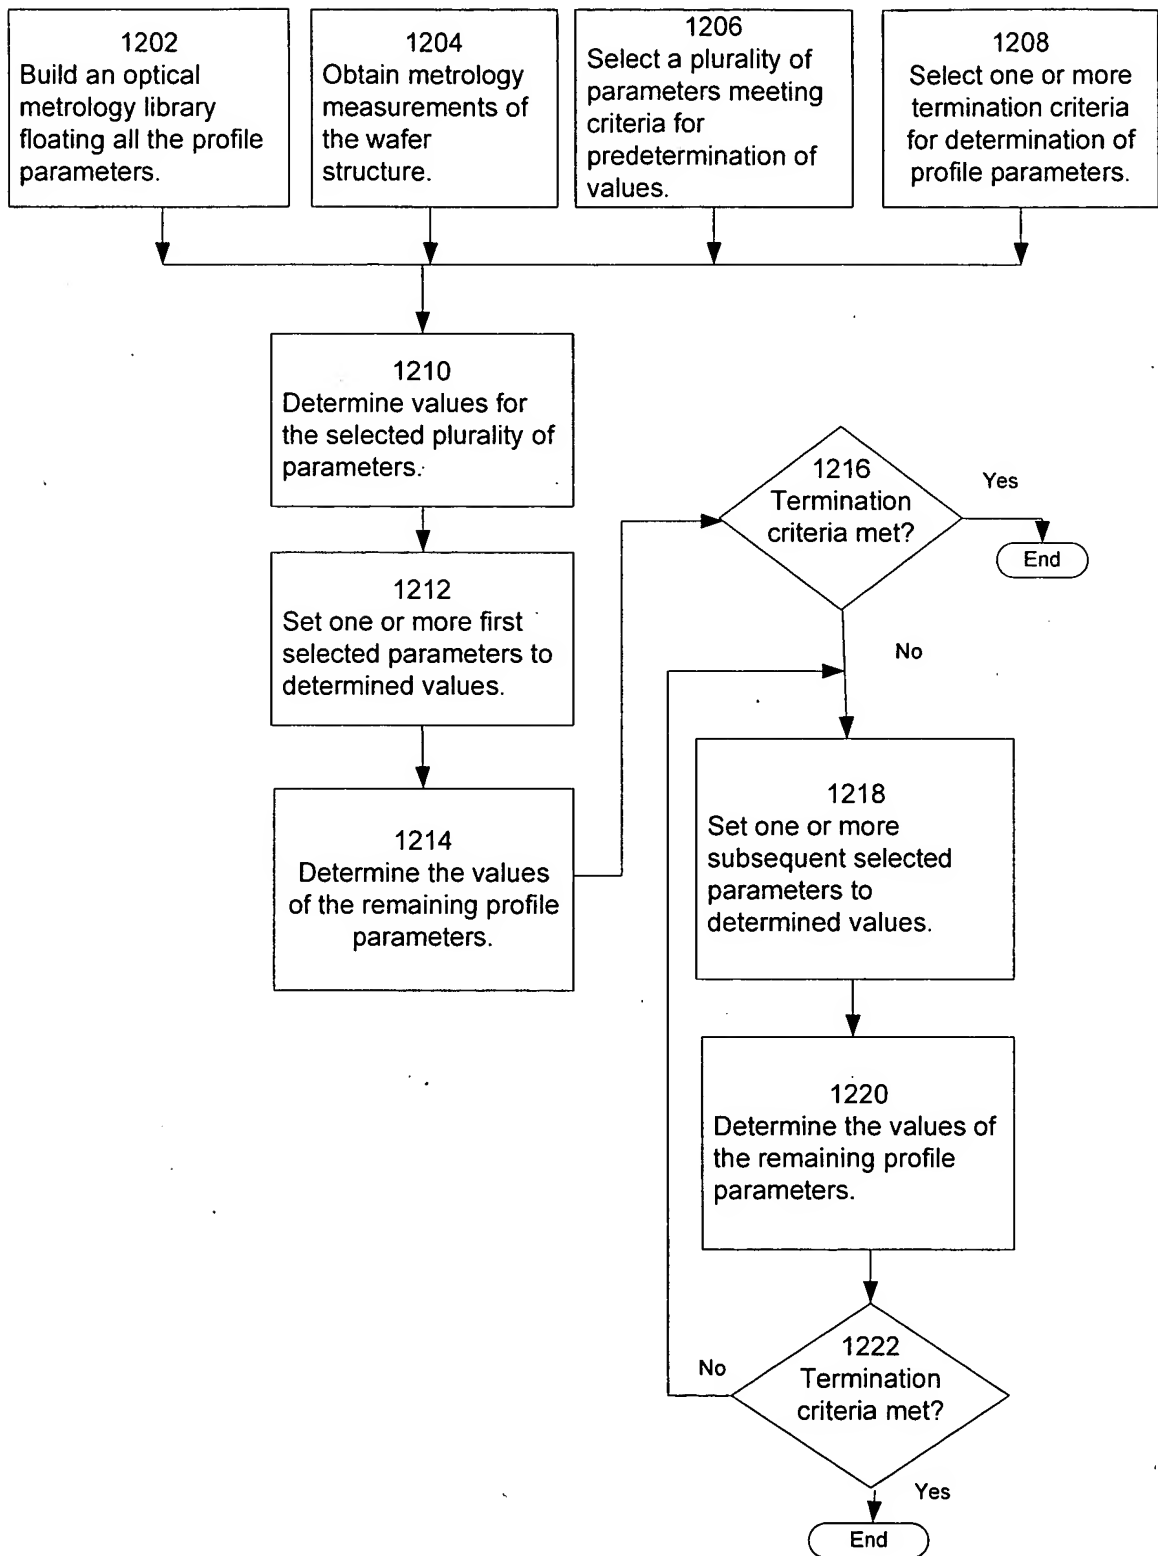 1202
Build an optical
metrology library
floating all the profile
parameters.
1204
Obtain metrology
measurements of
the wafer
structure.
1206
Select a plurality of
parameters meeting
criteria for
predetermination of
values.
1208
Select one or more
termination criteria
for determination of
profile parameters.
1210
Determine values for
the selected plurality of
parameters.
1212
Set one or more first
selected parameters to
determined values.
1214
Determine the values
of the remaining profile
parameters.
1216
Termination
criteria met?
Yes
End
No
1218
Set one or more
subsequent selected
parameters to
determined values.
1220
Determine the values of
the remaining profile
parameters.
1222
Termination
criteria met?
No
Yes
End